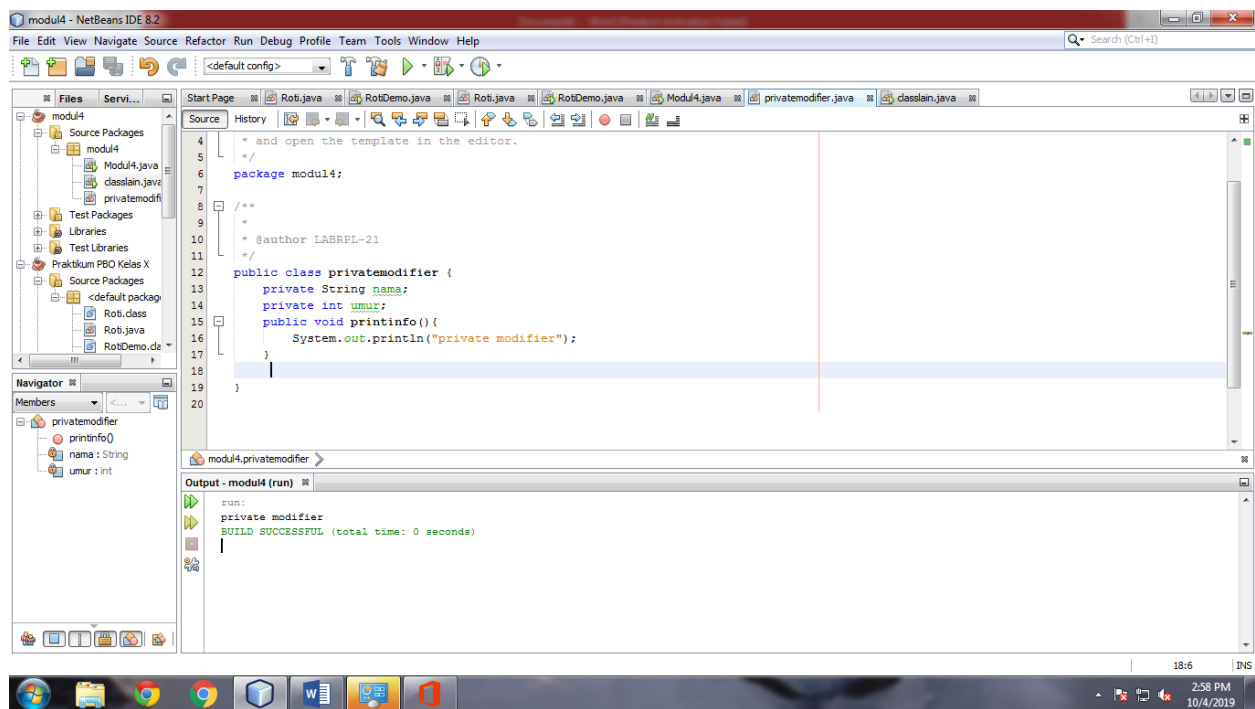 modul4 - NetBeans IDE 8.2
File Edit View Navigate Source Refactor Run Debug Profile Team Tools Window Help
Search (Ctrl+I)
<default config>
Files Servi...
Start Page Roti.java RotiDemo.java Roti.java RotiDemo.java Modul4.java privatemodifier.java classlain.java
modul4
Source Packages
modul4
Modul4.java
classlain.java
privatemodifi
Test Packages
Libraries
Test Libraries
Praktikum PBO Kelas X
Source Packages
<default packag
Roti.class
Roti.java
RotiDemo.cla
Source History
4 * and open the template in the editor.
5 */
6 package modul4;
7
8 /**
9 *
10 * @author LABRPL-21
11 */
12 public class privatemodifier {
13 private String nama;
14 private int umur;
15 public void printinfo(){
16 System.out.println("private modifier");
17 }
18
19 }
20
modul4.privatemodifier
Navigator
Members <...
privatemodifier
printinfo()
nama : String
umur : int
Output - modul4 (run)
run:
private modifier
BUILD SUCCESSFUL (total time: 0 seconds)
18:6 INS
2:58 PM
10/4/2019